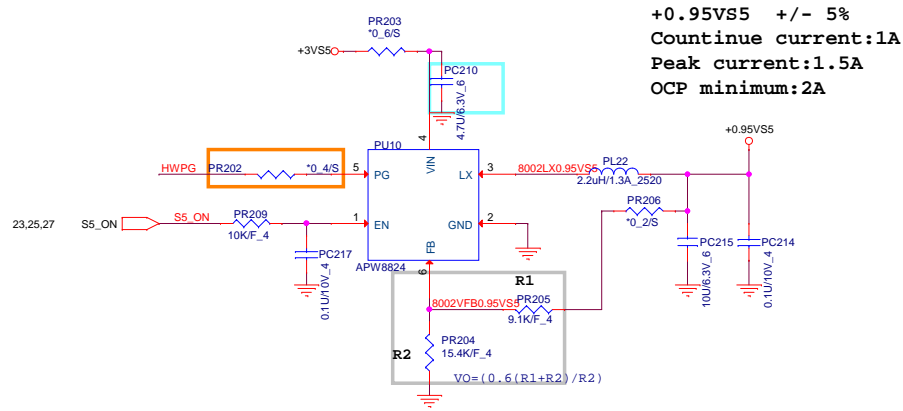 +0.95VS5 +/- 5%
Countinue current:1A
Peak current:1.5A
OCP minimum:2A
PR203
*0_6/S
+3VS5
PC210
4.7U/6.3V_6
+0.95VS5
4
PU10
HWPG
PR202
*0_4/S
5
PG
VIN
LX
3
8002LX0.95VS5
PL22
2.2uH/1.3A_2520
PR206
*0_2/S
23,25,27
S5_ON
S5_ON
PR209
10K/F_4
1
EN
GND
2
FB
PC217
0.1U/10V_4
APW8824
6
PC215
10U/6.3V_6
PC214
0.1U/10V_4
R1
8002VFB0.95VS5
PR205
9.1K/F_4
PR204
R2
15.4K/F_4
VO=(0.6(R1+R2)/R2)